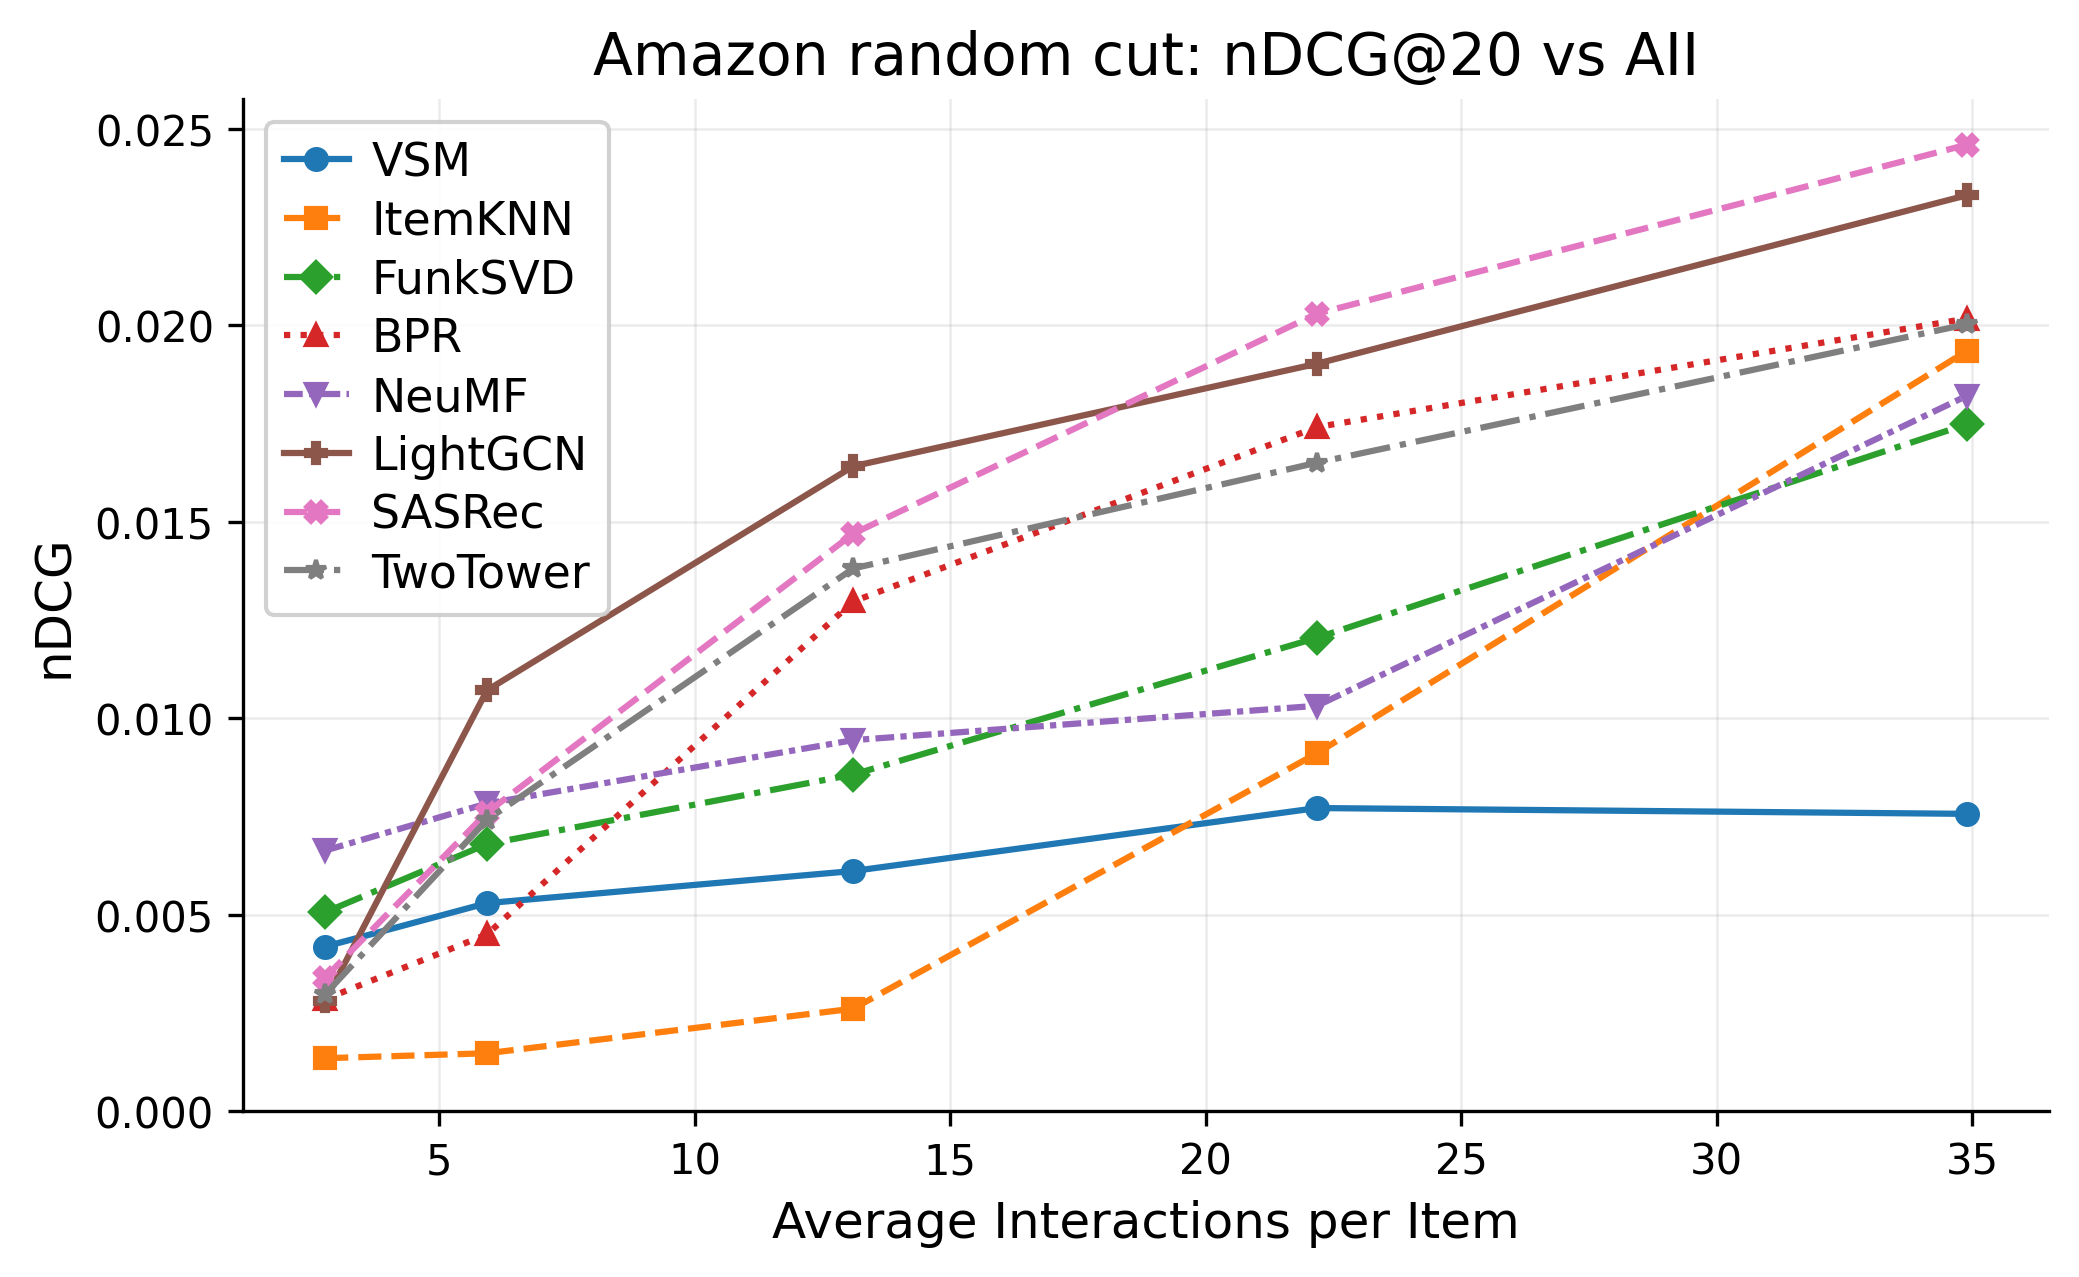 Amazon random cut: nDCG@20 vs AII
nDCG
0.025
0.020
0.015
0.010
0.005
0.000
VSM
ItemKNN
FunkSVD
BPR
NeuMF
LightGCN
SASRec
TwoTower
5 10 15 20 25 30 35
Average Interactions per Item